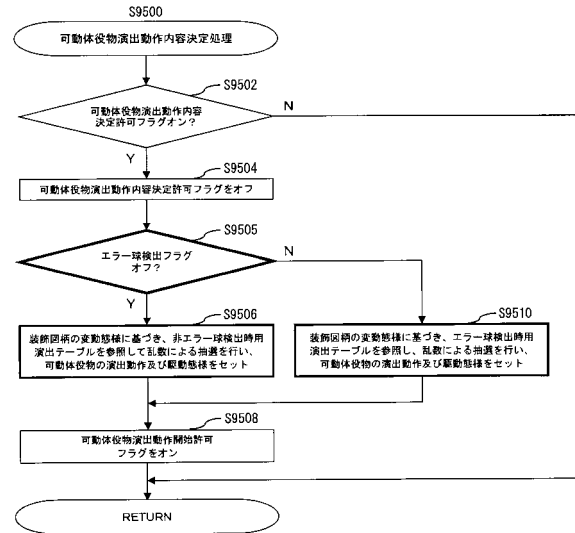 S9500
可動体役物演出動作内容決定処理
S9502
可動体役物演出動作内容
決定許可フラグオン？
N
Y
S9504
可動体役物演出動作内容決定許可フラグをオフ
S9505
エラー球検出フラグ
オフ？
N
Y
S9506
装飾図柄の変動態様に基づき、非エラー球検出時用
演出テーブルを参照して乱数による抽選を行い、
可動体役物の演出動作及び駆動態様をセット
S9510
装飾図柄の変動態様に基づき、エラー球検出時用
演出テーブルを参照し、乱数による抽選を行い、
可動体役物の演出動作及び駆動態様をセット
S9508
可動体役物演出動作開始許可
フラグをオン
RETURN